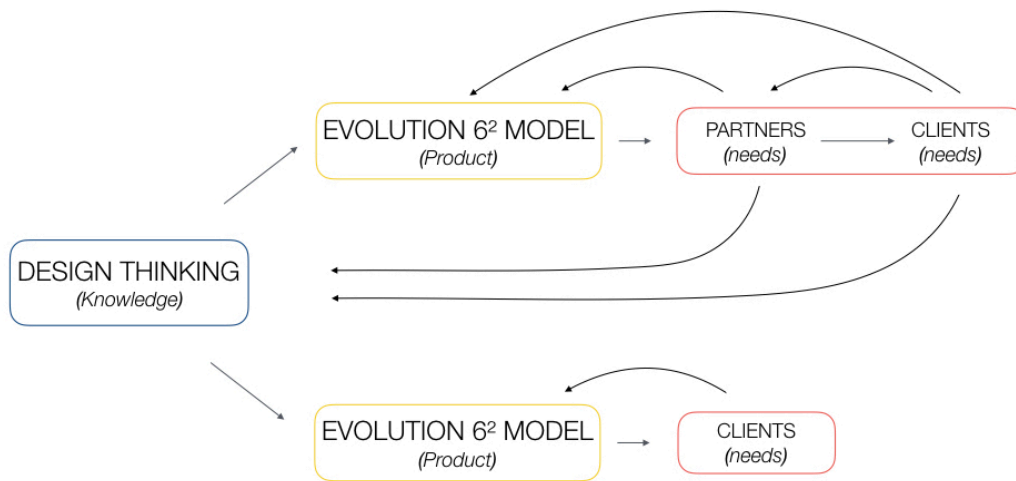 EVOLUTION 6² MODEL
(Product)
PARTNERS
(needs)
CLIENTS
(needs)
DESIGN THINKING
(Knowledge)
EVOLUTION 6² MODEL
(Product)
CLIENTS
(needs)